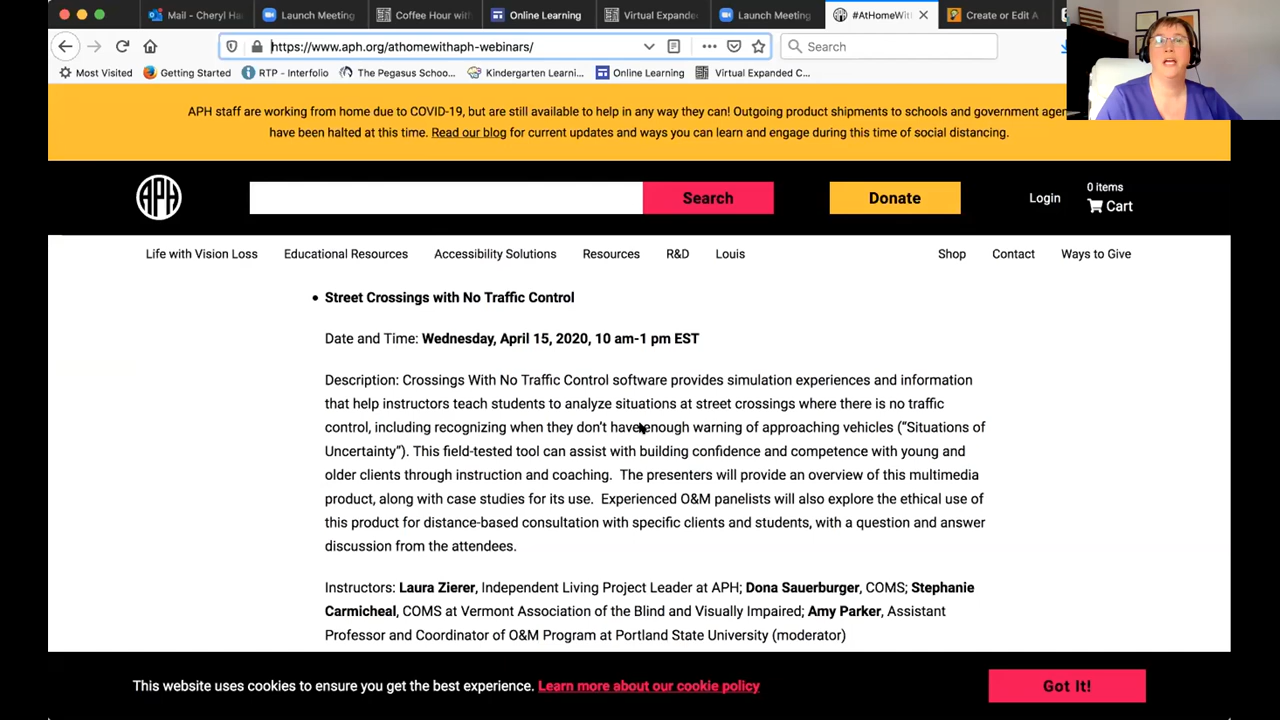 Mail - Cheryl Ha
Launch Meeting
Coffee Hour with
Online Learning
Virtual Expande
Launch Meeting
#AtHomeWit
Create or Edit A
https://www.aph.org/athomewithaph-webinars/
Search
Most Visited
Getting Started
RTP - Interfolio
The Pegasus Schoo...
Kindergarten Learni...
Online Learning
Virtual Expanded C...
APH staff are working from home due to COVID-19, but are still available to help in any way they can! Outgoing product shipments to schools and government agen
have been halted at this time. Read our blog for current updates and ways you can learn and engage during this time of social distancing.
APH
Search
Donate
Login
0 items
Cart
Life with Vision Loss
Educational Resources
Accessibility Solutions
Resources
R&D
Louis
Shop
Contact
Ways to Give
• Street Crossings with No Traffic Control
Date and Time: Wednesday, April 15, 2020, 10 am-1 pm EST
Description: Crossings With No Traffic Control software provides simulation experiences and information
that help instructors teach students to analyze situations at street crossings where there is no traffic
control, including recognizing when they don't have enough warning of approaching vehicles ("Situations of
Uncertainty"). This field-tested tool can assist with building confidence and competence with young and
older clients through instruction and coaching. The presenters will provide an overview of this multimedia
product, along with case studies for its use. Experienced O&M panelists will also explore the ethical use of
this product for distance-based consultation with specific clients and students, with a question and answer
discussion from the attendees.
Instructors: Laura Zierer, Independent Living Project Leader at APH; Dona Sauerburger, COMS; Stephanie
Carmicheal, COMS at Vermont Association of the Blind and Visually Impaired; Amy Parker, Assistant
Professor and Coordinator of O&M Program at Portland State University (moderator)
This website uses cookies to ensure you get the best experience. Learn more about our cookie policy
Got It!